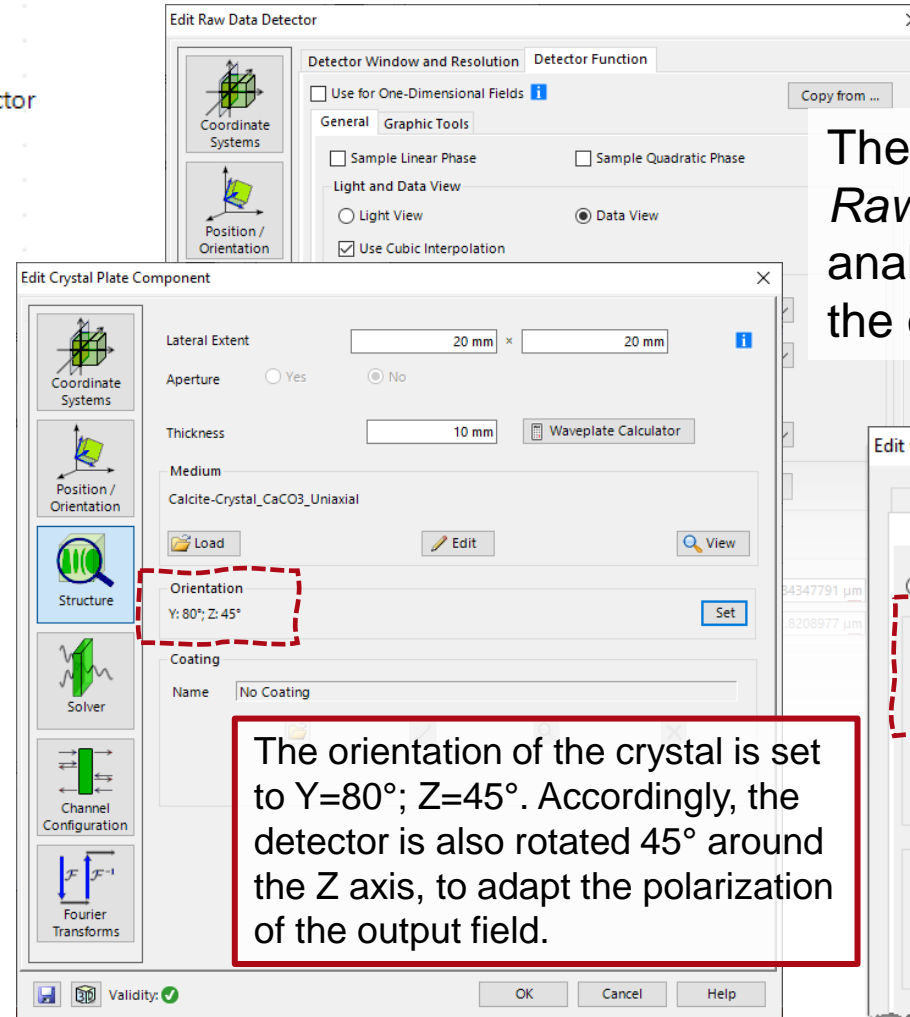 Edit Raw Data Detector
Detector Window and Resolution Detector Function
Use for One-Dimensional Fields
Copy from ...
Coordinate
Systems
General Graphic Tools
Sample Linear Phase Sample Quadratic Phase
Light and Data View
Light View Data View
Position /
Orientation
Use Cubic Interpolation
The
the
Edit Crystal Plate Component
Lateral Extent 20 mm × 20 mm
Aperture Yes No
Coordinate
Systems
Thickness 10 mm Waveplate Calculator
Medium
Calcite-Crystal_CaCO3_Uniaxial
Position /
Orientation
Load Edit View
Orientation
Y: 80°; Z: 45° Set
Structure
Coating
Name No Coating
Solver
Channel
Configuration
Fourier
Transforms
The orientation of the crystal is set
to Y=80°; Z=45°. Accordingly, the
detector is also rotated 45° around
the Z axis, to adapt the polarization
of the output field.
Validity: OK Cancel Help
Edit
34347791 µm
.8208977 µm